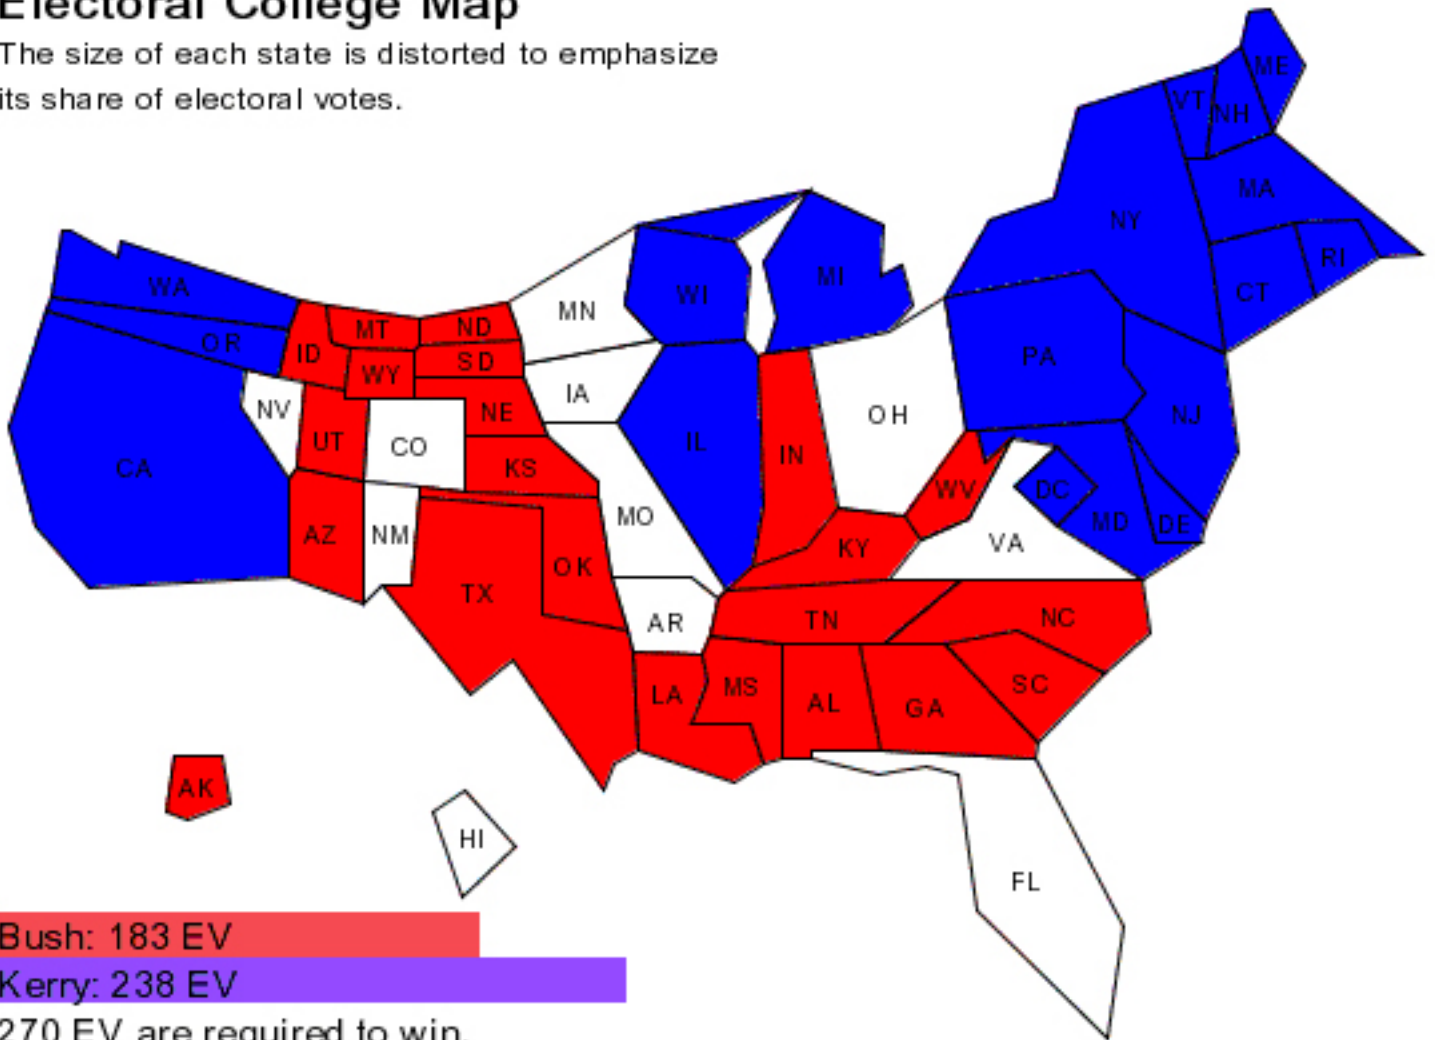 Electoral College Map
The size of each state is distorted to emphasize
its share of electoral votes.
ME
VT
NH
MA
NY
RI
CT
WA
OR
MT
ND
ID
WY
SD
MN
WI
MI
PA
NJ
NV
UT
CO
NE
IA
IL
IN
OH
CA
KS
WV
DC
MD
DE
AZ
NM
MO
KY
VA
TX
OK
AR
TN
NC
LA
MS
AL
GA
SC
AK
HI
FL
Bush: 183 EV
Kerry: 238 EV
270 EV are required to win.